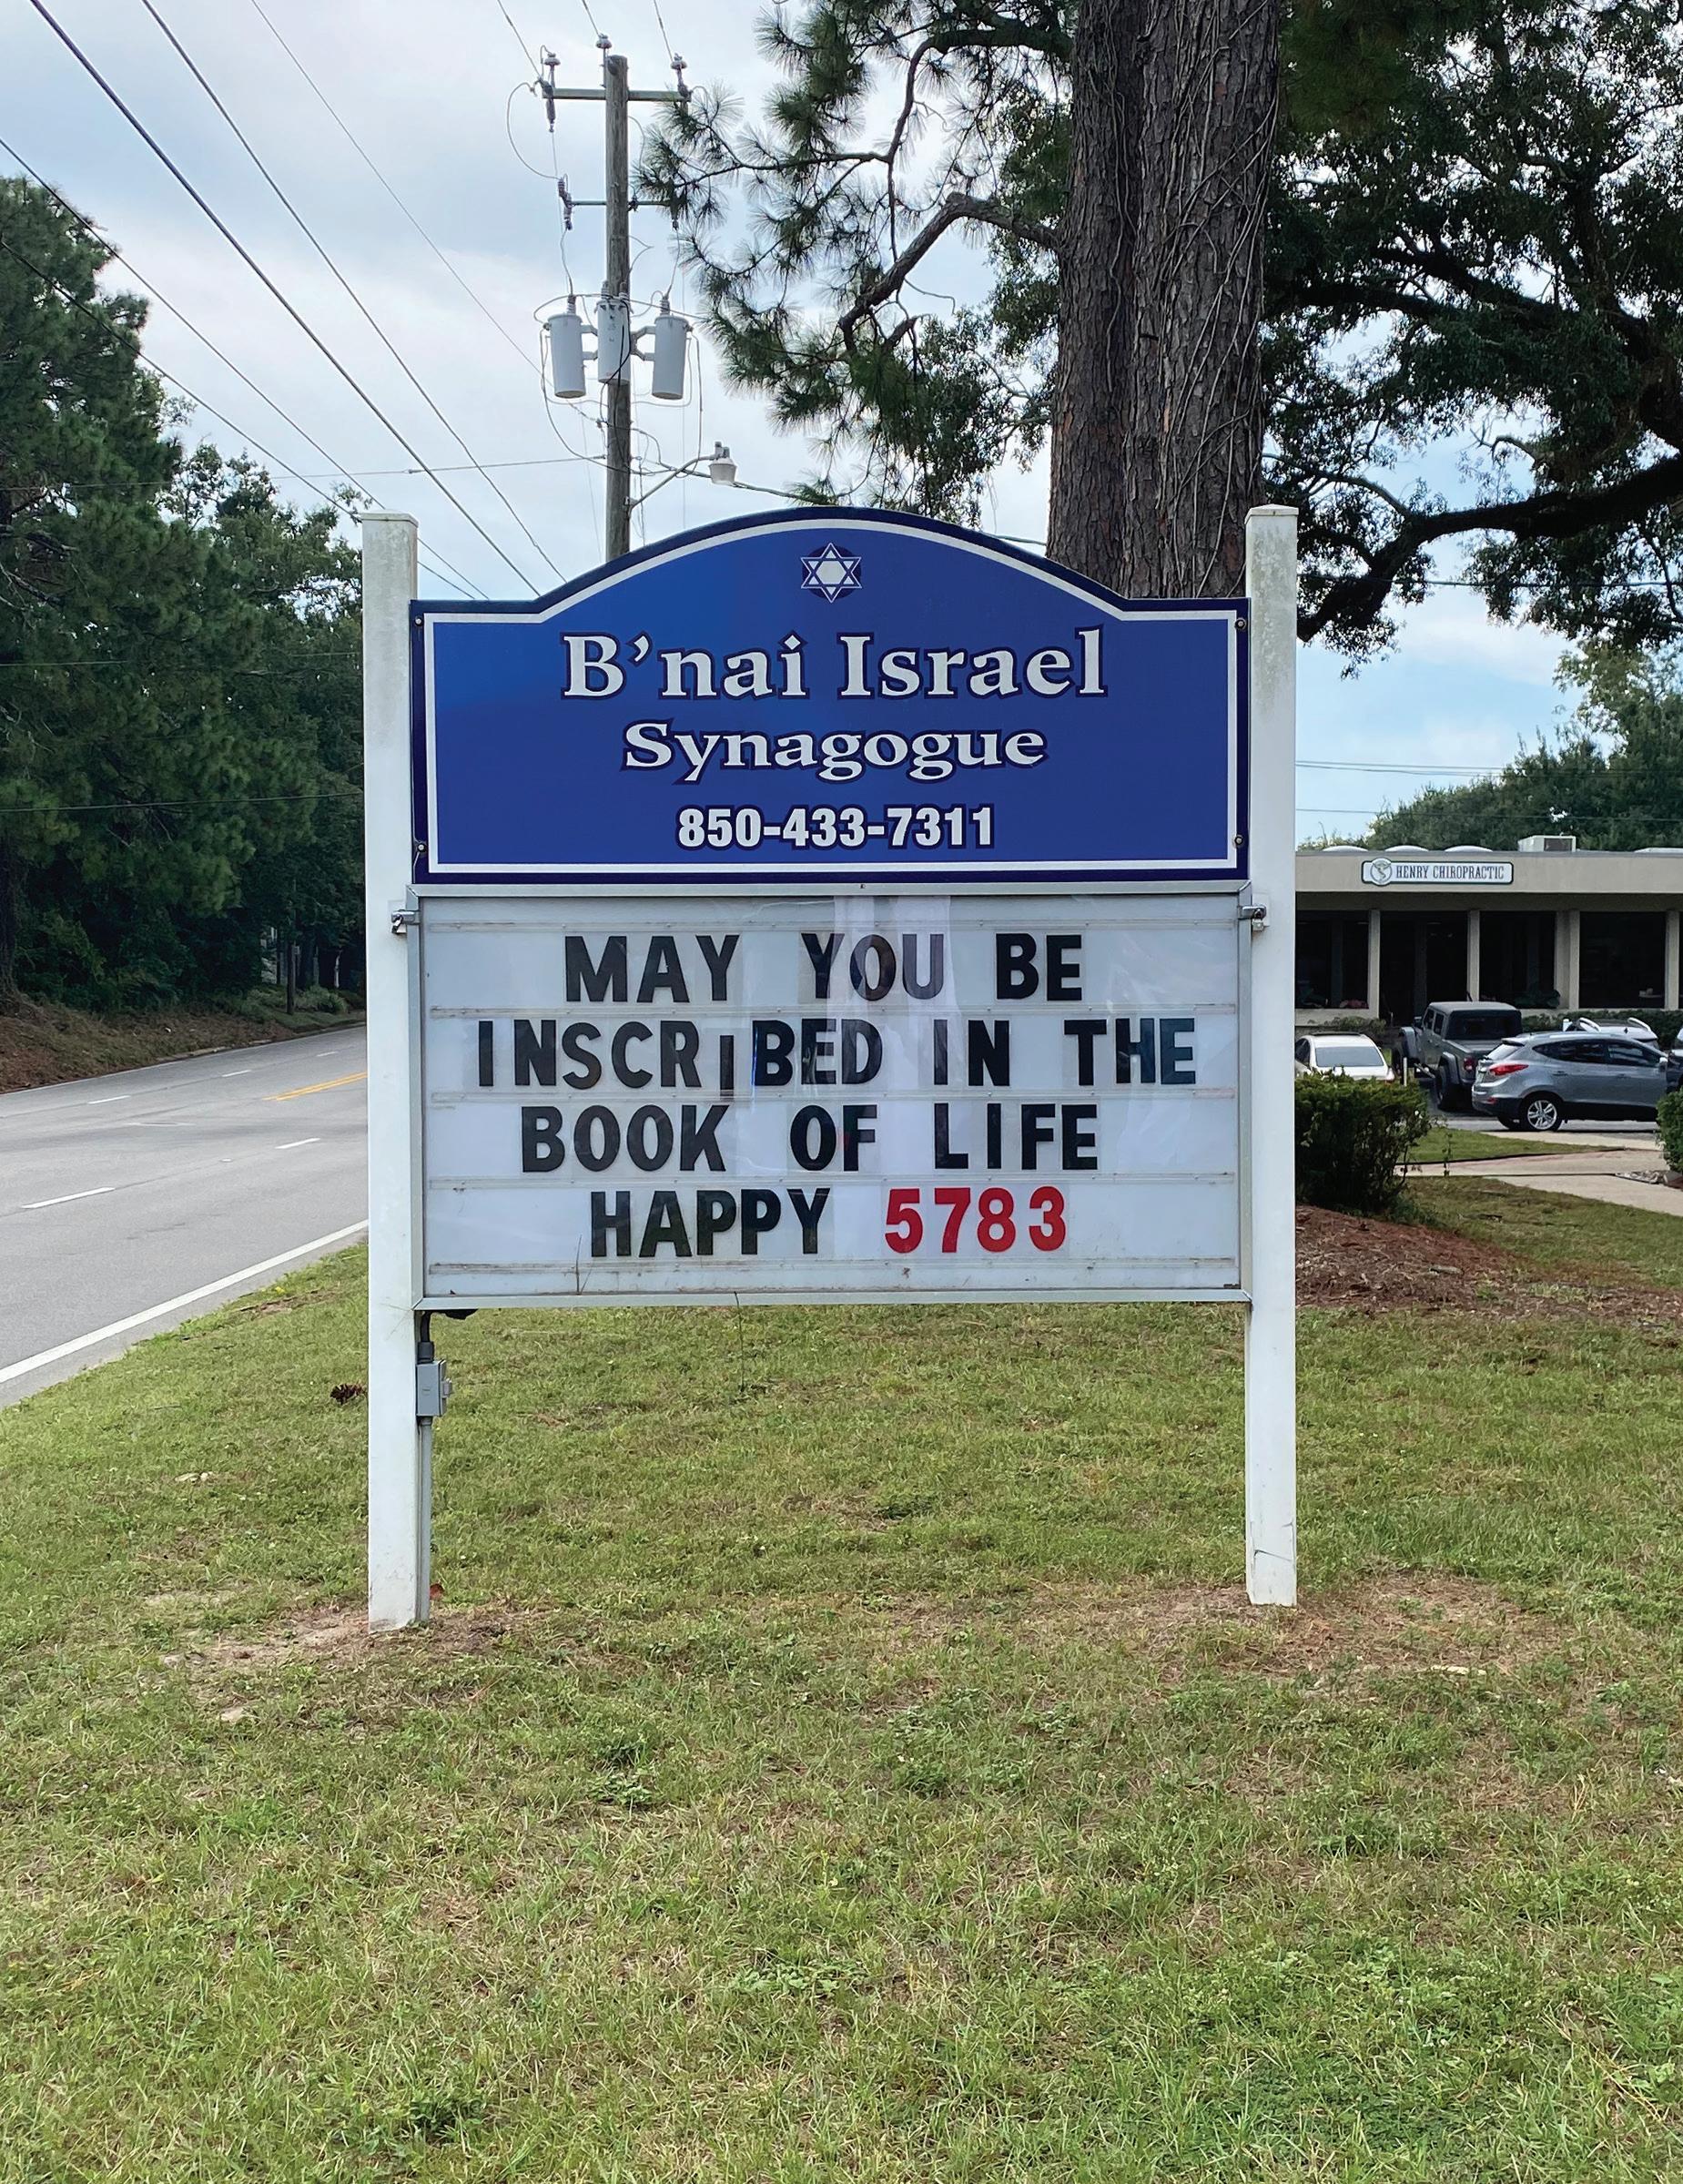 B'nai Israel
Synagogue
850-433-7311
HENRY CHIROPRACTIC
MAY YOU BE
INSCRIBED IN THE
BOOK OF LIFE
HAPPY 5783